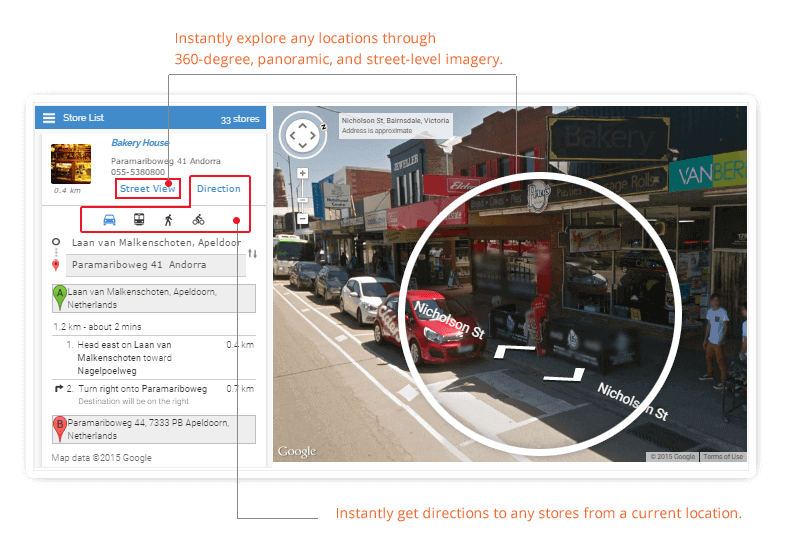 Instantly explore any locations through
360-degree, panoramic, and street-level imagery.
Store List
33 stores
Bakery House
Paramariboweg 41 Andorra
055-5380800
0.4 km
Street View
Direction
Laan van Malkenschoten, Apeldoor
Paramariboweg 41 Andorra
A
Laan van Malkenschoten, Apeldoorn,
Netherlands
1.2 km - about 2 mins
1. Head east on Laan van 0.4 km
Malkenschoten toward
Nagelpoelweg
2. Turn right onto Paramariboweg 0.7 km
Destination will be on the right
B
Paramariboweg 44, 7333 PB Apeldoorn,
Netherlands
Map data ©2015 Google
Nicholson St, Bairnsdale, Victoria
Address is approximate
z
JEWELLER
Bakery
Pasties Sausage Rolls
VANBER
Nicholson St
Nicholson St
Google
© 2015 Google
Terms of Use
Instantly get directions to any stores from a current location.